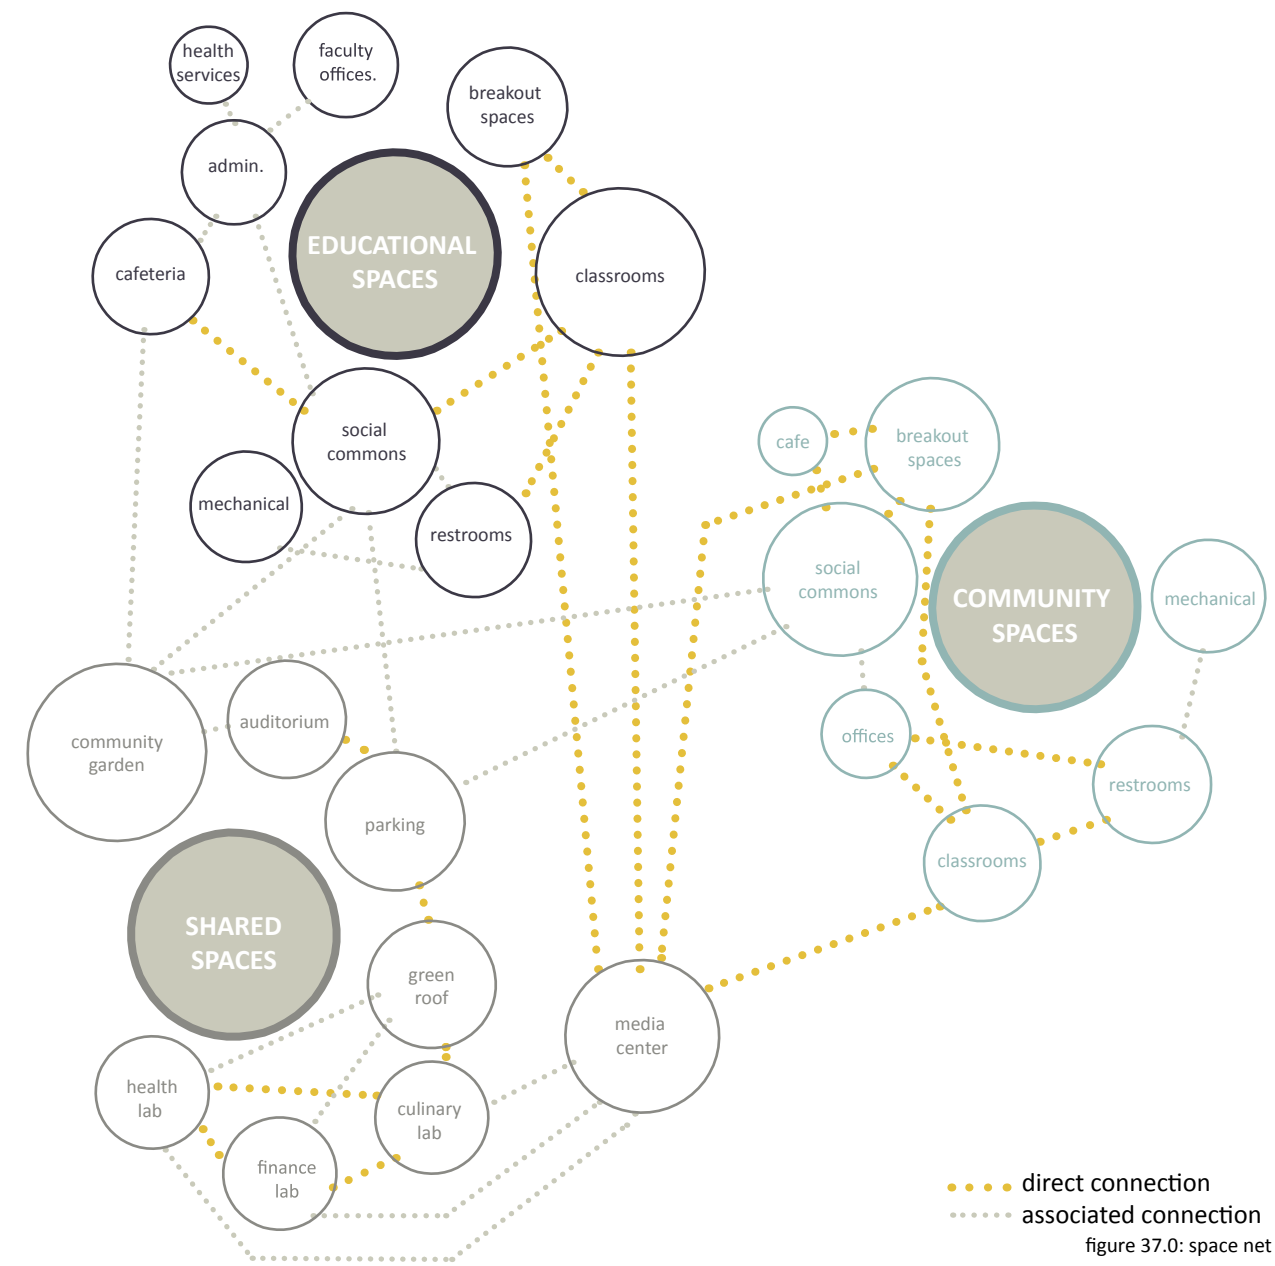 health
services
faculty
offices.
breakout
spaces
admin.
EDUCATIONAL
SPACES
cafeteria
classrooms
social
commons
mechanical
restrooms
cafe
breakout
spaces
social
commons
COMMUNITY
SPACES
mechanical
offices
restrooms
classrooms
community
garden
auditorium
parking
SHARED
SPACES
green
roof
media
center
health
lab
culinary
lab
finance
lab
direct connection
associated connection
figure 37.0: space net